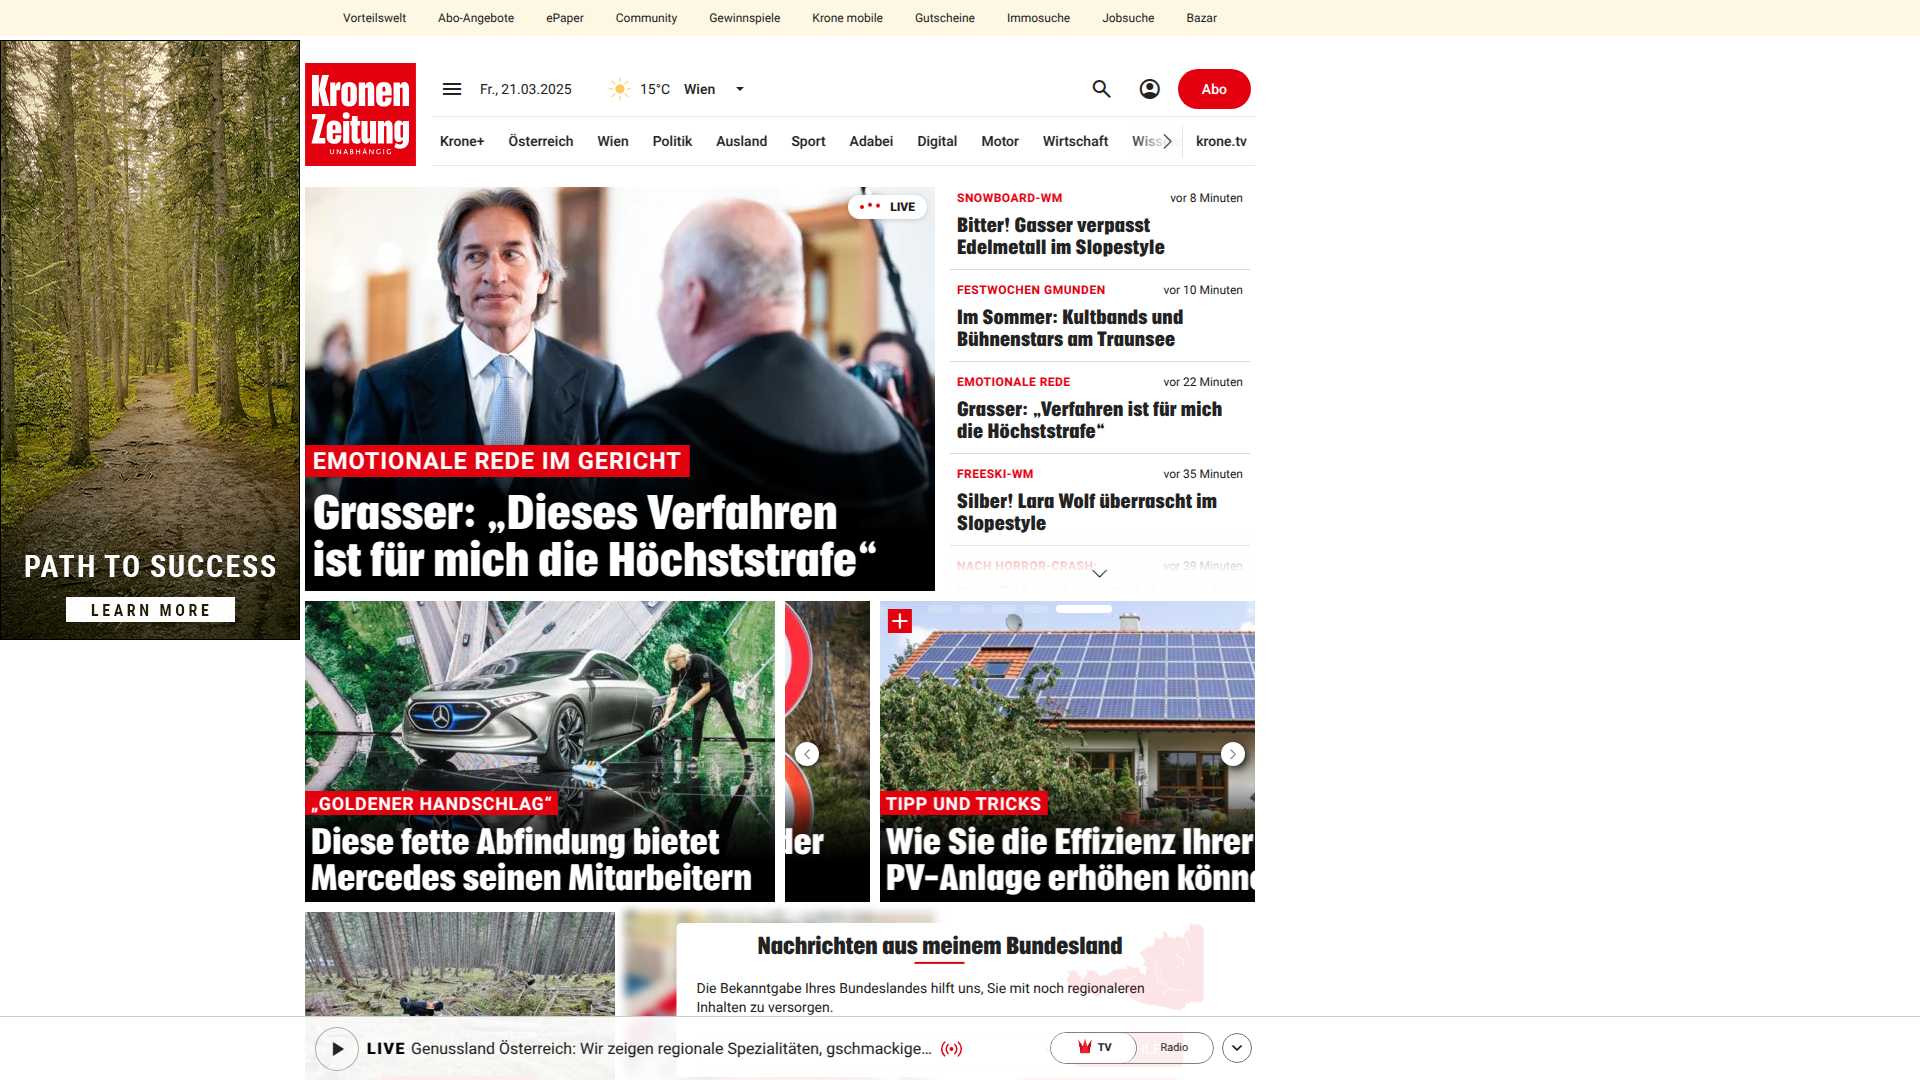 Vorteilswelt Abo-Angebote ePaper Community Gewinnspiele Krone mobile Gutscheine Immosuche Jobsuche Bazar
Kronen
Zeitung
UNABHÄNGIG
Fr., 21.03.2025 15°C Wien
Abo
Krone+ Österreich Wien Politik Ausland Sport Adabei Digital Motor Wirtschaft krone.tv
PATH TO SUCCESS
LEARN MORE
LIVE
EMOTIONALE REDE IM GERICHT
Grasser: „Dieses Verfahren
ist für mich die Höchststrafe“
SNOWBOARD-WM vor 8 Minuten
Bitter! Gasser verpasst
Edelmetall im Slopestyle
FESTWOCHEN GMUNDEN vor 10 Minuten
Im Sommer: Kultbands und
Bühnenstars am Traunsee
EMOTIONALE REDE vor 22 Minuten
Grasser: „Verfahren ist für mich
die Höchststrafe“
FREESKI-WM vor 35 Minuten
Silber! Lara Wolf überrascht im
Slopestyle
NACH HORROR-CRASH: vor 39 Minuten
„GOLDENER HANDSCHLAG“
Diese fette Abfindung bietet
Mercedes seinen Mitarbeitern
der
TIPP UND TRICKS
Wie Sie die Effizienz Ihrer
PV-Anlage erhöhen könne
Nachrichten aus meinem Bundesland
Die Bekanntgabe Ihres Bundeslandes hilft uns, Sie mit noch regionaleren
Inhalten zu versorgen.
LIVE Genussland Österreich: Wir zeigen regionale Spezialitäten, gschmackige...
TV Radio